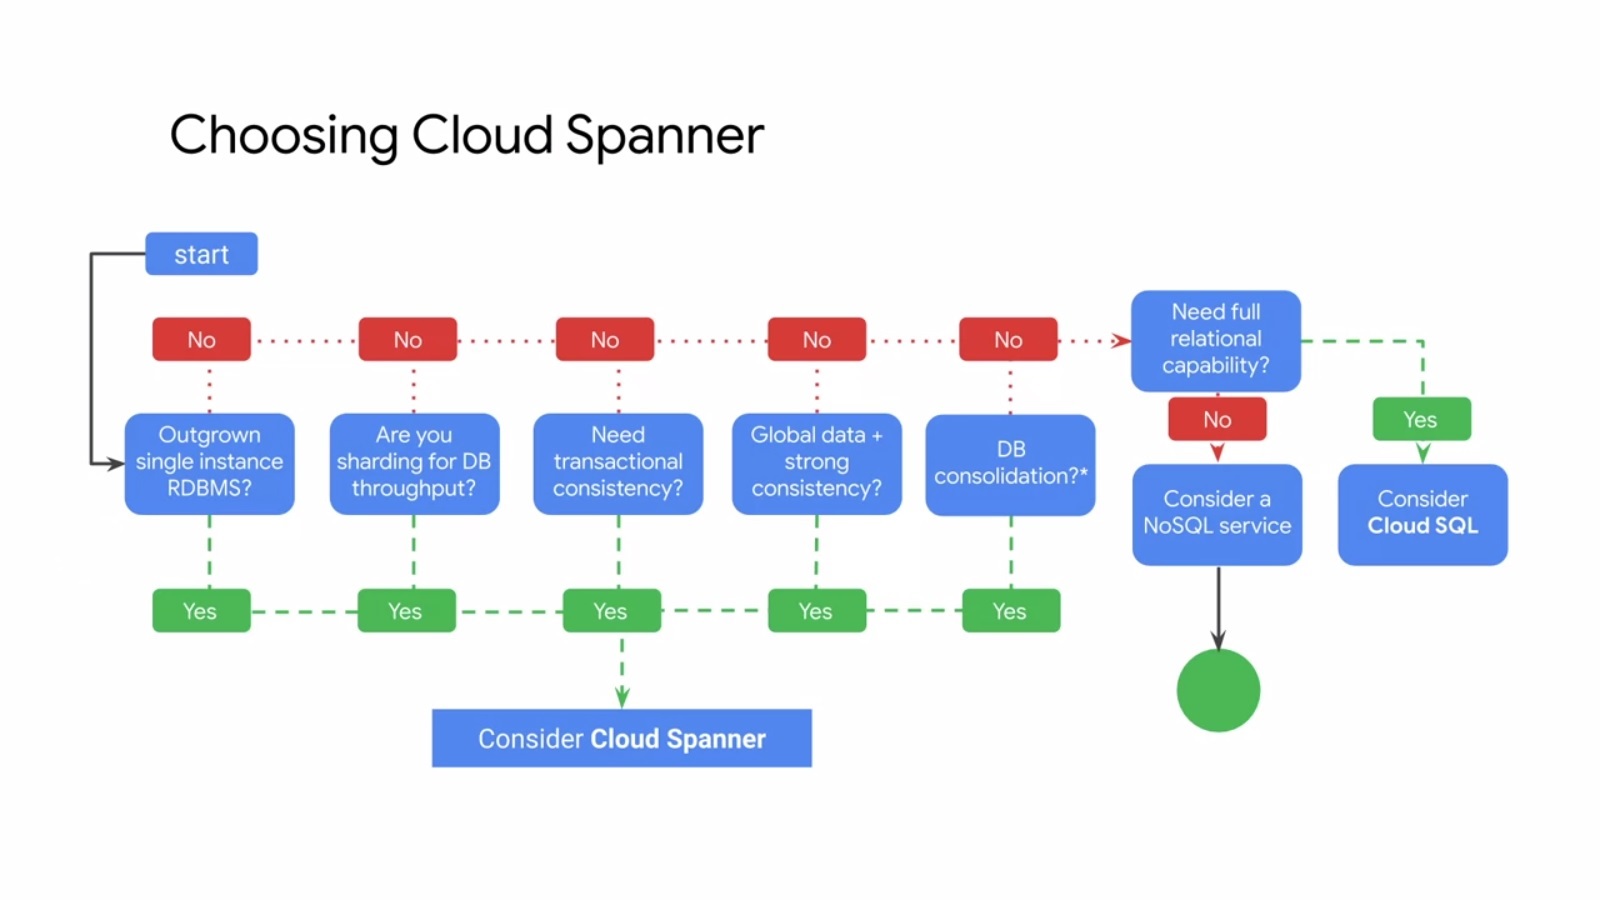 Choosing Cloud Spanner
start
No
No
No
No
No
Need full
relational
capability?
Outgrown
single instance
RDBMS?
Are you
sharding for DB
throughput?
Need
transactional
consistency?
Global data +
strong
consistency?
DB
consolidation?*
No
Yes
Consider a
NoSQL service
Consider
Cloud SQL
Yes
Yes
Yes
Yes
Yes
Consider Cloud Spanner